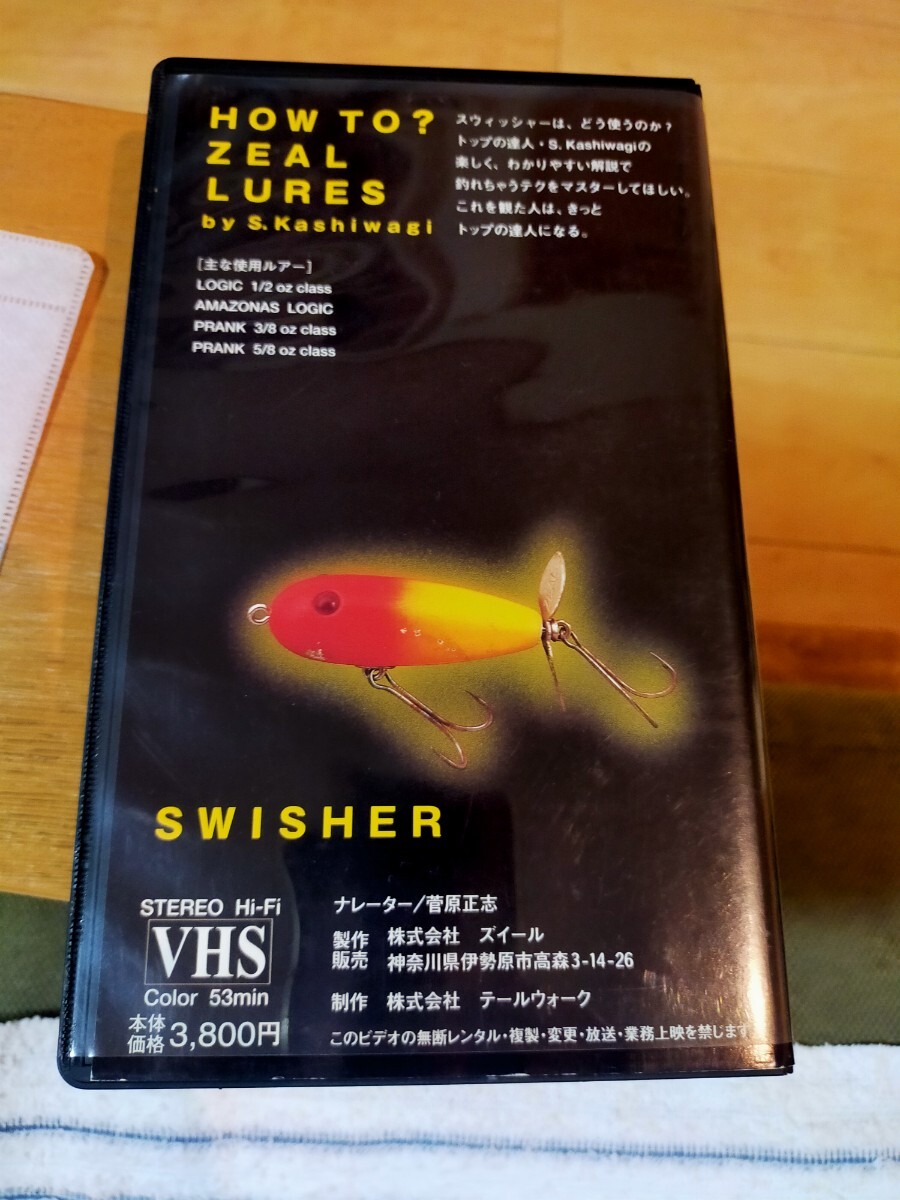 HOW TO?
ZEAL
LURES
by S. Kashiwagi
スウィッシャーは、どう使うのか?
トップの達人・S. Kashiwagiの
楽しく、わかりやすい解説で
釣れちゃうテクをマスターしてほしい。
これを観た人は、きっと
トップの達人になる。
[主な使用ルアー]
LOGIC 1/2 oz class
AMAZONAS LOGIC
PRANK 3/8 oz class
PRANK 5/8 oz class
SWISHER
STEREO Hi-Fi
VHS
Color 53min
本体
価格 3,800円
ナレーター/菅原正志
製作 株式会社 ズイール
販売 神奈川県伊勢原市高森3-14-26
制作 株式会社 テールウォーク
このビデオの無断レンタル・複製・変更・放送・業務上映を禁じます